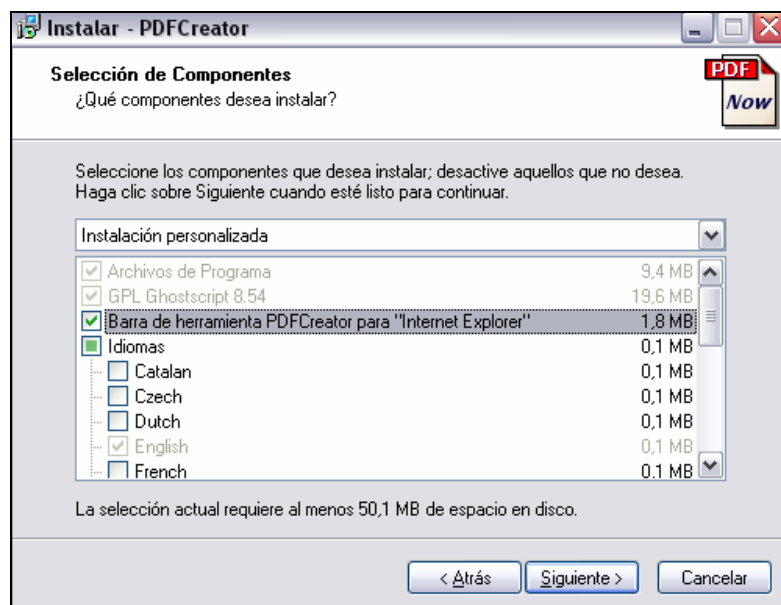 Instalar - PDFCreator
Selección de Componentes
¿Qué componentes desea instalar?
PDF
Now
Seleccione los componentes que desea instalar; desactive aquellos que no desea.
Haga clic sobre Siguiente cuando esté listo para continuar.
Instalación personalizada
Archivos de Programa 9,4 MB
GPL Ghostscript 8.54 19,6 MB
Barra de herramienta PDFCreator para "Internet Explorer" 1,8 MB
Idiomas 0,1 MB
Catalan 0,1 MB
Czech 0,1 MB
Dutch 0,1 MB
English 0,1 MB
French 0,1 MB
La selección actual requiere al menos 50,1 MB de espacio en disco.
< Atrás Siguiente > Cancelar